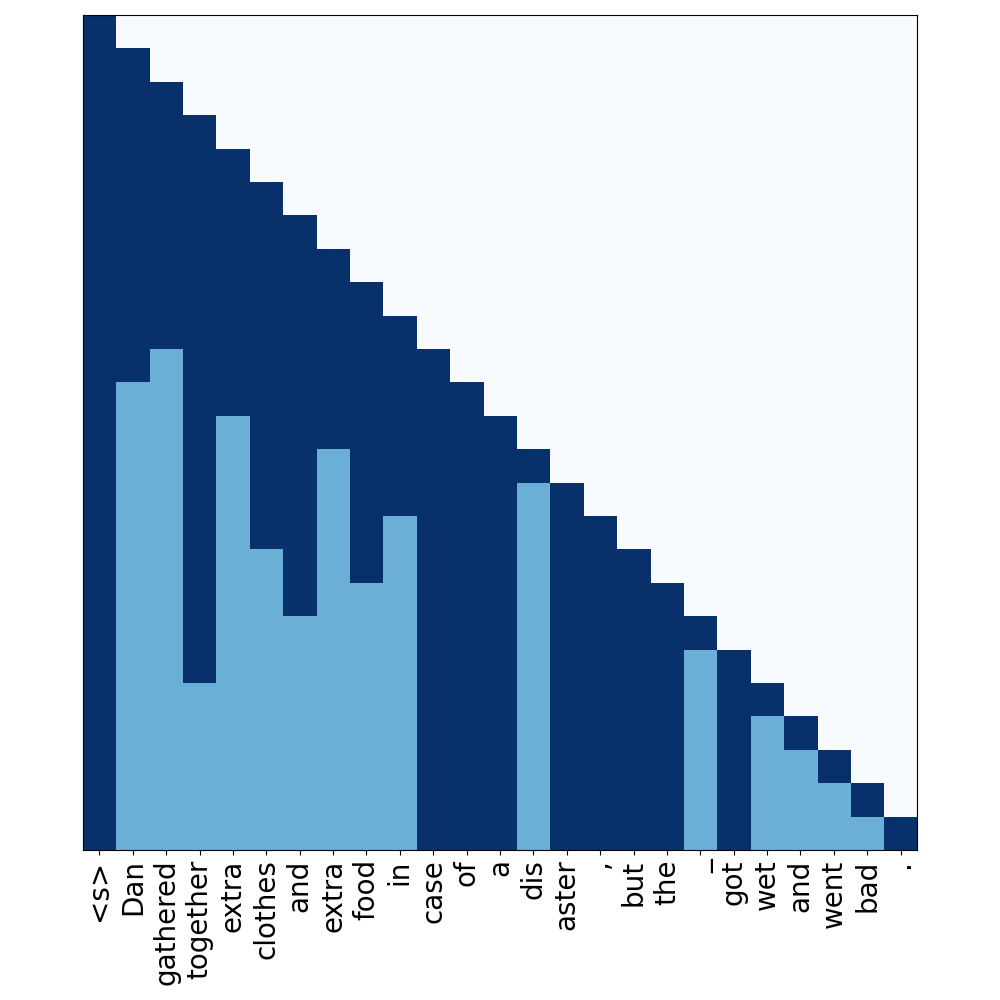 <s>
Dan
gathered
together
extra
clothes
and
extra
food
in
case
of
a
dis
aster
,
but
the
_
got
wet
and
went
bad
.